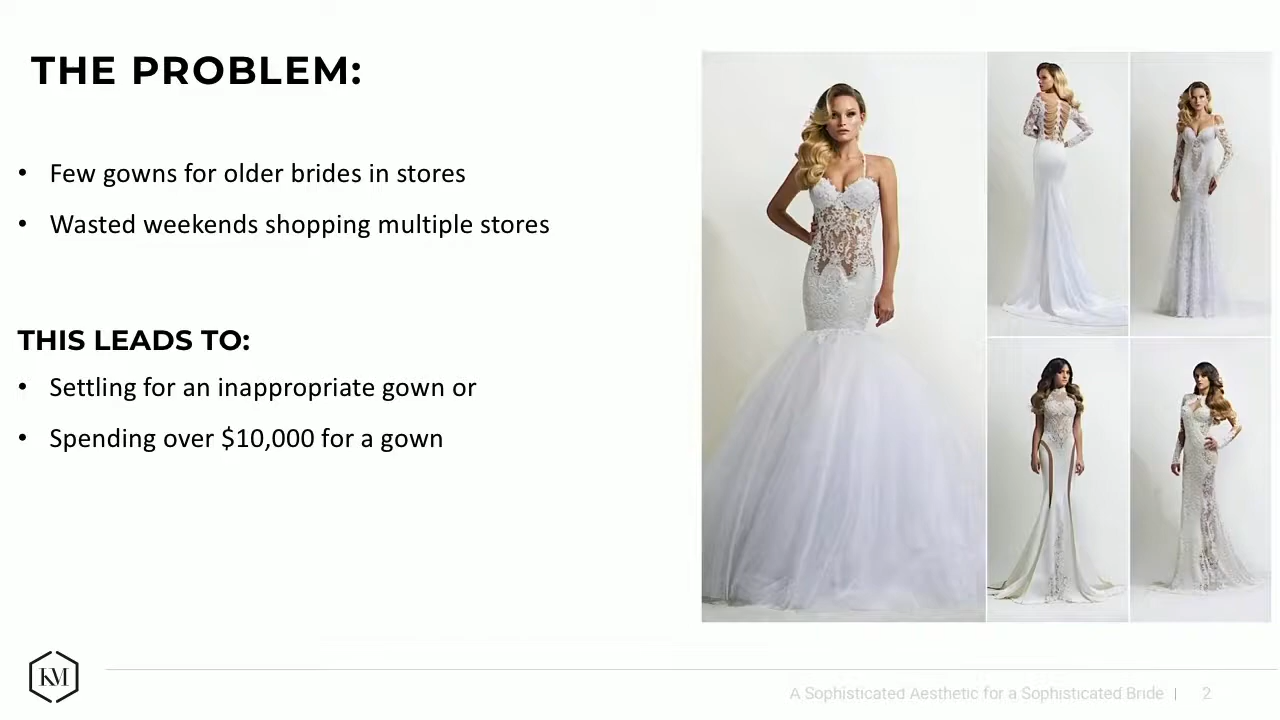 THE PROBLEM:
• Few gowns for older brides in stores
• Wasted weekends shopping multiple stores
THIS LEADS TO:
• Settling for an inappropriate gown or
• Spending over $10,000 for a gown
KM
A Sophisticated Aesthetic for a Sophisticated Bride | 2